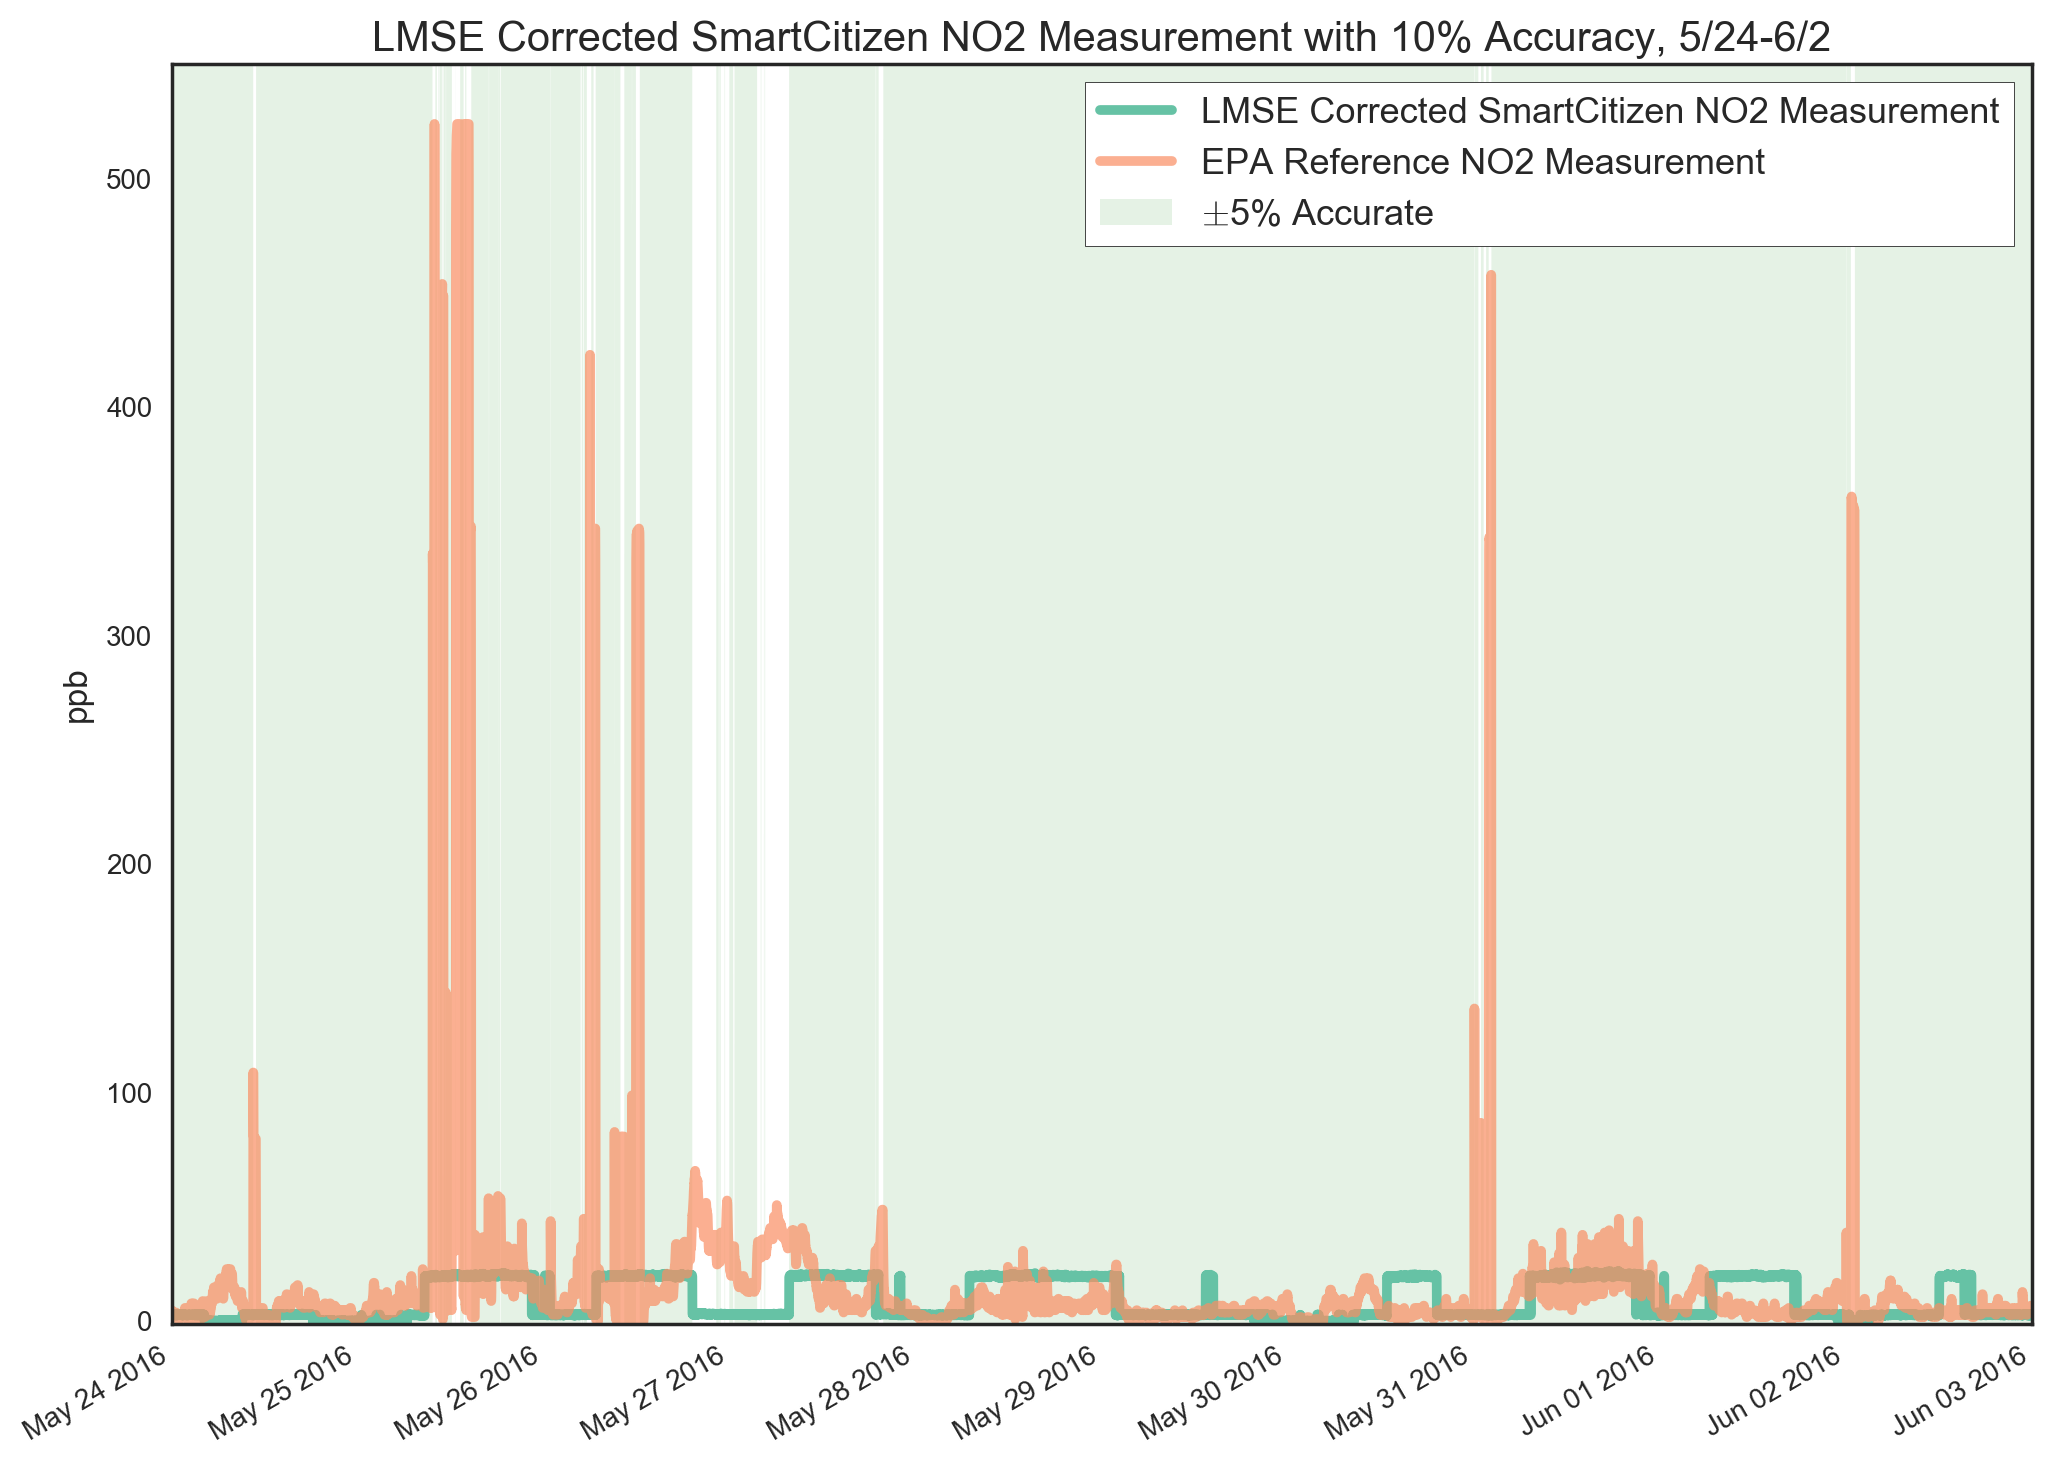 LMSE Corrected SmartCitizen NO2 Measurement with 10% Accuracy, 5/24-6/2
LMSE Corrected SmartCitizen NO2 Measurement
EPA Reference NO2 Measurement
±5% Accurate
500
400
300
200
100
0
ppb
May 24 2016
May 25 2016
May 26 2016
May 27 2016
May 28 2016
May 29 2016
May 30 2016
May 31 2016
Jun 01 2016
Jun 02 2016
Jun 03 2016